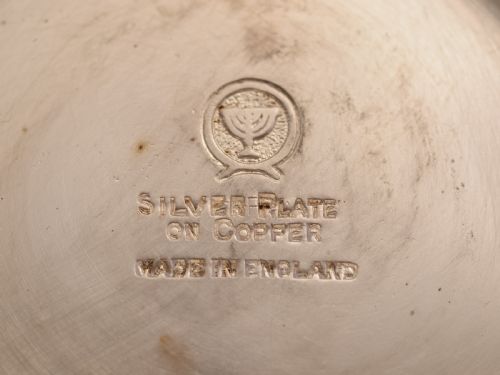 SILVER PLATE
ON COPPER
MADE IN ENGLAND